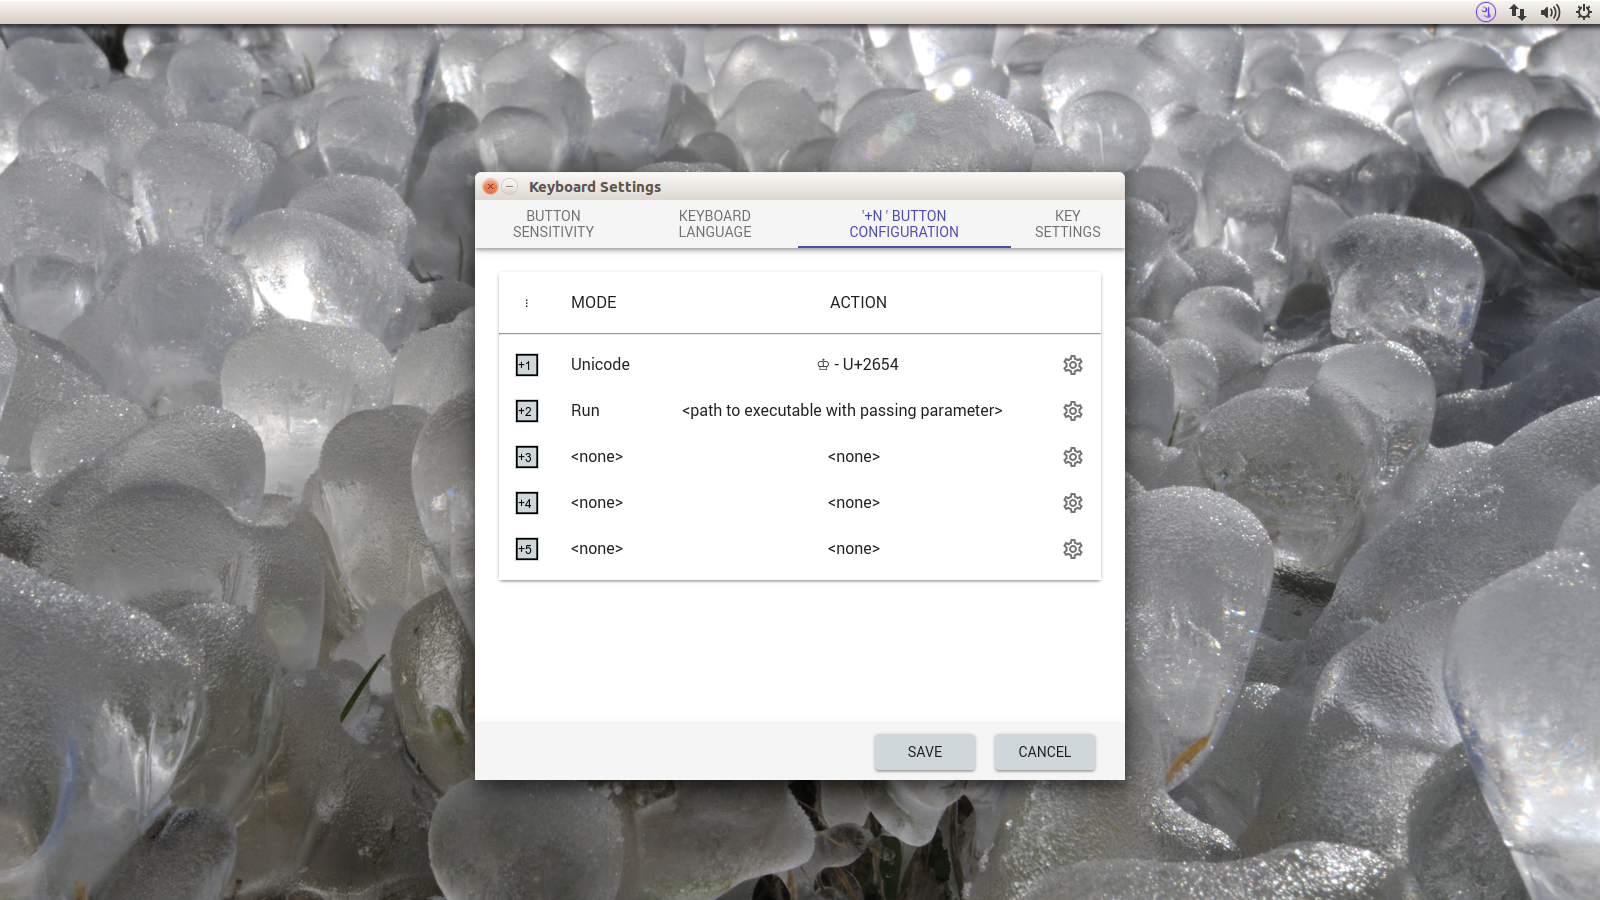 Keyboard Settings
BUTTON SENSITIVITY
KEYBOARD LANGUAGE
'+N ' BUTTON CONFIGURATION
KEY SETTINGS
MODE ACTION
+1 Unicode ♔ - U+2654
+2 Run <path to executable with passing parameter>
+3 <none> <none>
+4 <none> <none>
+5 <none> <none>
SAVE CANCEL